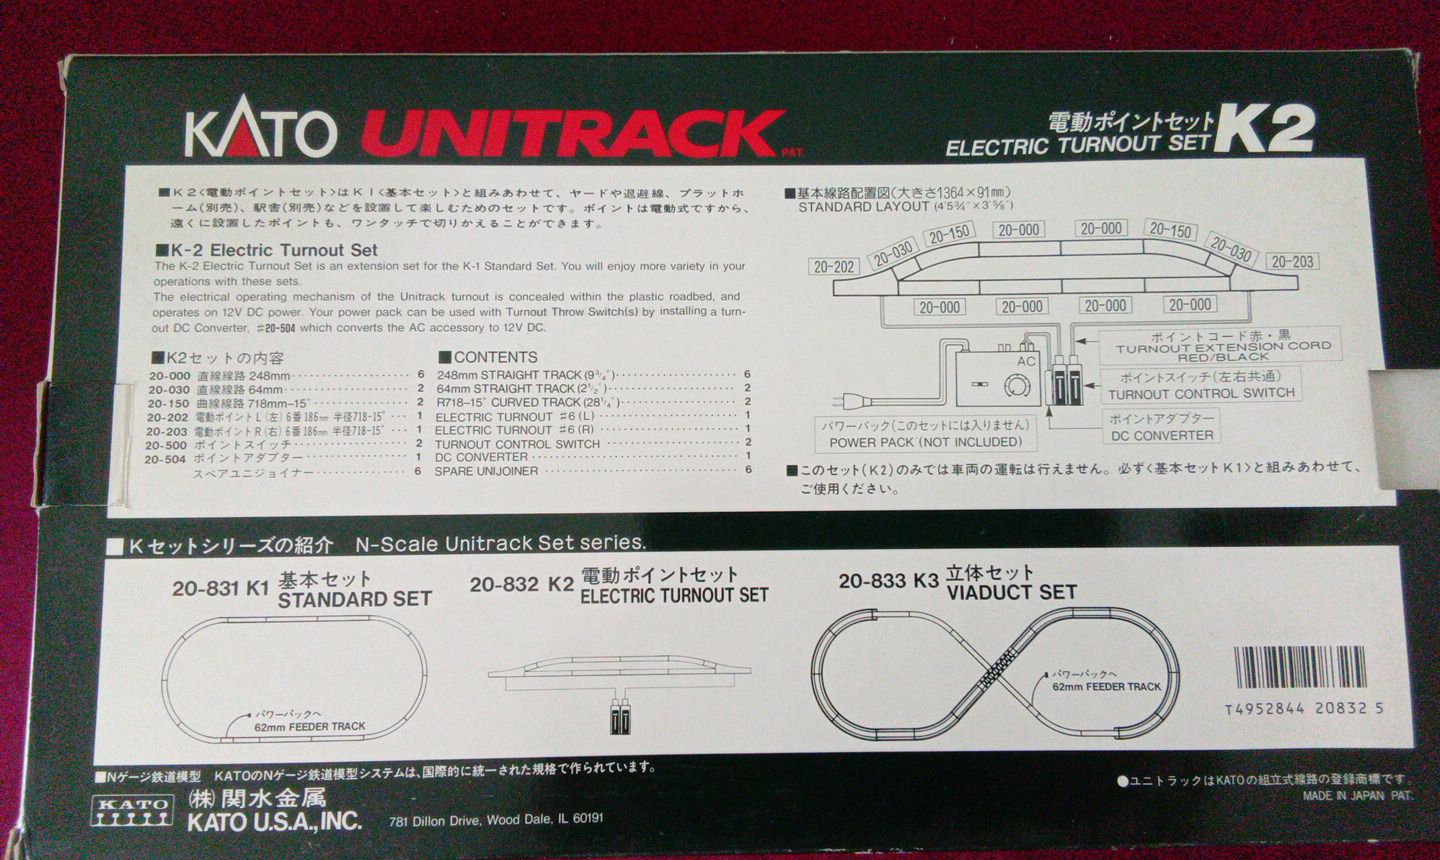 KATO UNITRACK PAT.
電動ポイントセット
ELECTRIC TURNOUT SET K2
■K2<電動ポイントセット>はK1<基本セット>と組みあわせて、ヤードや退避線、プラットホ
ーム(別売)、駅舎(別売)などを設置して楽しむためのセットです。ポイントは電動式ですから、
遠くに設置したポイントも、ワンタッチで切りかえることができます。
■K-2 Electric Turnout Set
The K-2 Electric Turnout Set is an extension set for the K-1 Standard Set. You will enjoy more variety in your
operations with these sets.
The electrical operating mechanism of the Unitrack turnout is concealed within the plastic roadbed, and
operates on 12V DC power. Your power pack can be used with Turnout Throw Switch(s) by installing a turn-
out DC Converter, #20-504 which converts the AC accessory to 12V DC.
■K2セットの内容
20-000 直線線路 248mm 6
20-030 直線線路 64mm 2
20-150 曲線線路 718mm-15° 2
20-202 電動ポイントL(左)6番186mm 半径718-15° 1
20-203 電動ポイントR(右)6番186mm 半径718-15° 1
20-500 ポイントスイッチ 2
20-504 ポイントアダプター 1
スペアユニジョイナー 6
■CONTENTS
248mm STRAIGHT TRACK (9 3/4") 6
64mm STRAIGHT TRACK (2 1/2") 2
R718-15° CURVED TRACK (28 1/4") 2
ELECTRIC TURNOUT #6 (L) 1
ELECTRIC TURNOUT #6 (R) 1
TURNOUT CONTROL SWITCH 2
DC CONVERTER 1
SPARE UNIJOINER 6
■基本線路配置図(大きさ1364×91mm)
STANDARD LAYOUT (4'5¾"×3'⅝")
20-202 20-030 20-150 20-000 20-000 20-150 20-030 20-203
20-000 20-000 20-000 20-000
AC
ポイントコード赤・黒
TURNOUT EXTENSION CORD
RED/BLACK
ポイントスイッチ(左右共通)
TURNOUT CONTROL SWITCH
ポイントアダプター
DC CONVERTER
パワーパック(このセットには入りません)
POWER PACK (NOT INCLUDED)
■このセット(K2)のみでは車両の運転は行えません。必ず<基本セットK1>と組みあわせて、
ご使用ください。
■Kセットシリーズの紹介 N-Scale Unitrack Set series.
20-831 K1 基本セット
STANDARD SET
パワーパックへ
62mm FEEDER TRACK
20-832 K2 電動ポイントセット
ELECTRIC TURNOUT SET
20-833 K3 立体セット
VIADUCT SET
パワーパックへ
62mm FEEDER TRACK
T4952844 20832 5
■Nゲージ鉄道模型 KATOのNゲージ鉄道模型システムは、国際的に統一された規格で作られています。
●ユニトラックはKATOの組立式線路の登録商標です。
MADE IN JAPAN PAT.
KATO
(株)関水金属
KATO U.S.A., INC. 781 Dillon Drive, Wood Dale, IL 60191